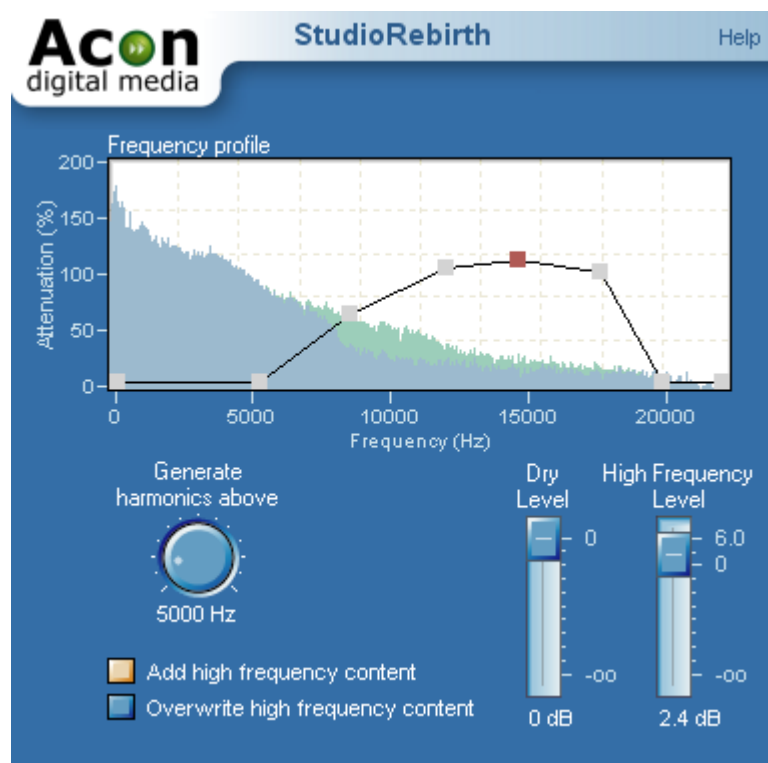 Acon
digital media
StudioRebirth
Help
Frequency profile
Attenuation (%)
200
150
100
50
0
0 5000 10000 15000 20000
Frequency (Hz)
Generate
harmonics above
5000 Hz
Add high frequency content
Overwrite high frequency content
Dry
Level
0
-oo
0 dB
High Frequency
Level
6.0
0
-oo
2.4 dB